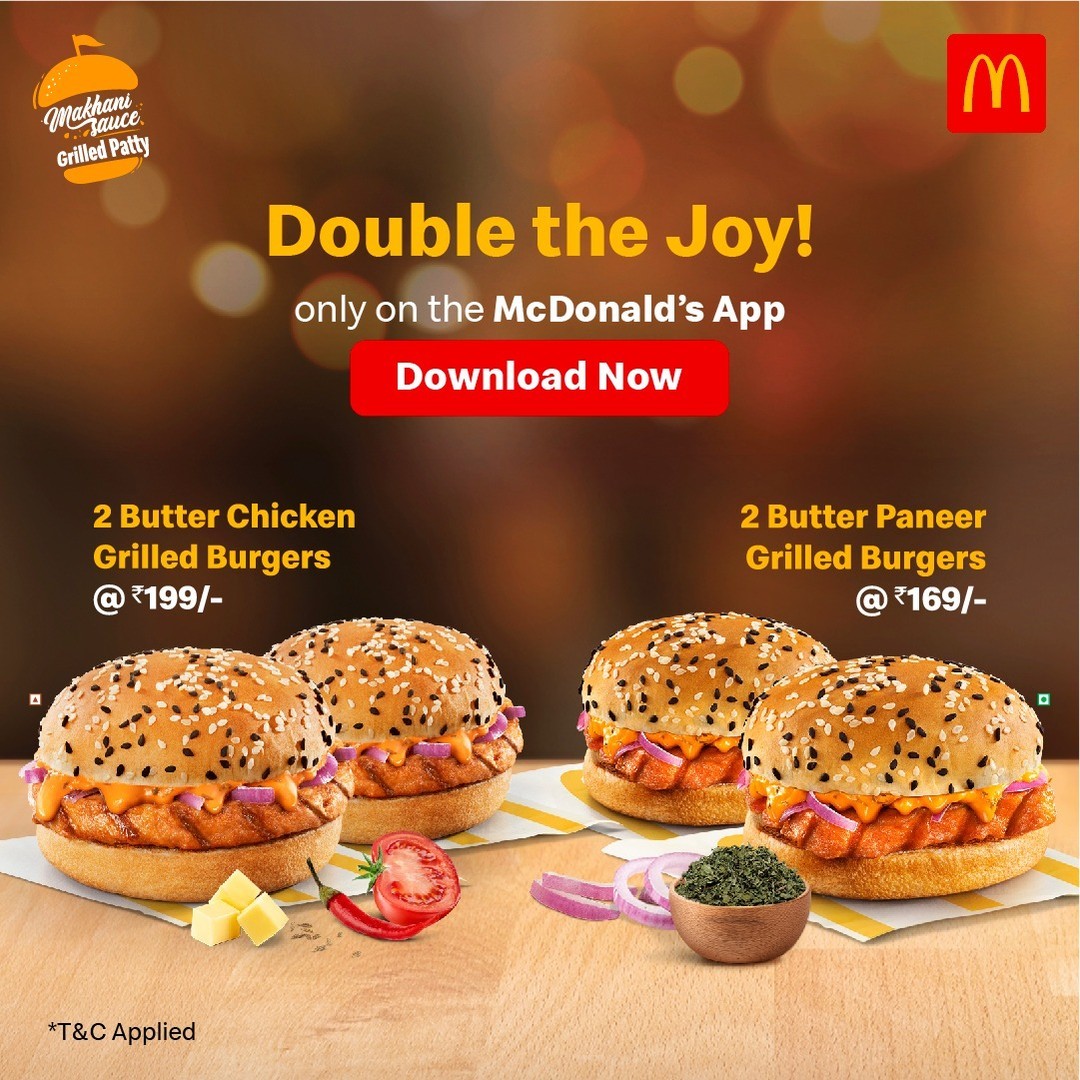 Makhani
sauce
Grilled Patty
Double the Joy!
only on the McDonald's App
Download Now
2 Butter Chicken
Grilled Burgers
@ ₹199/-
2 Butter Paneer
Grilled Burgers
@ ₹169/-
*T&C Applied